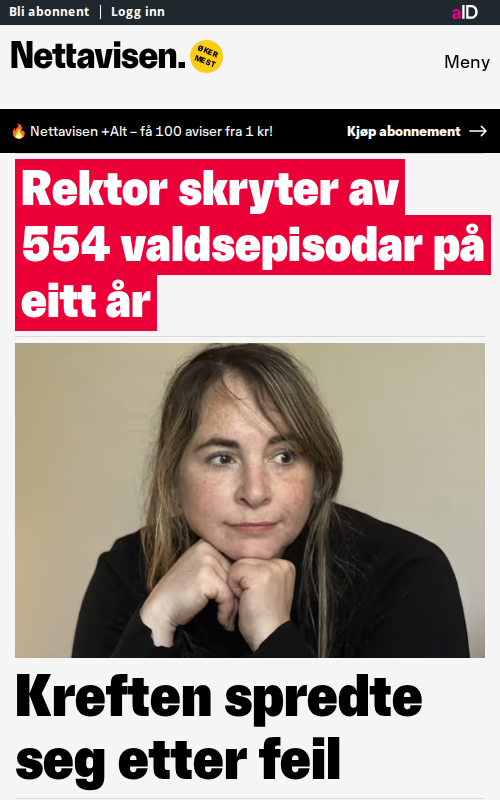 Bli abonnent | Logg inn
aID
Nettavisen.
ØKER
MEST
Meny
🔥 Nettavisen +Alt – få 100 aviser fra 1 kr!
Kjøp abonnement →
Rektor skryter av
554 valdsepisodar på
eitt år
Kreften spredte
seg etter feil